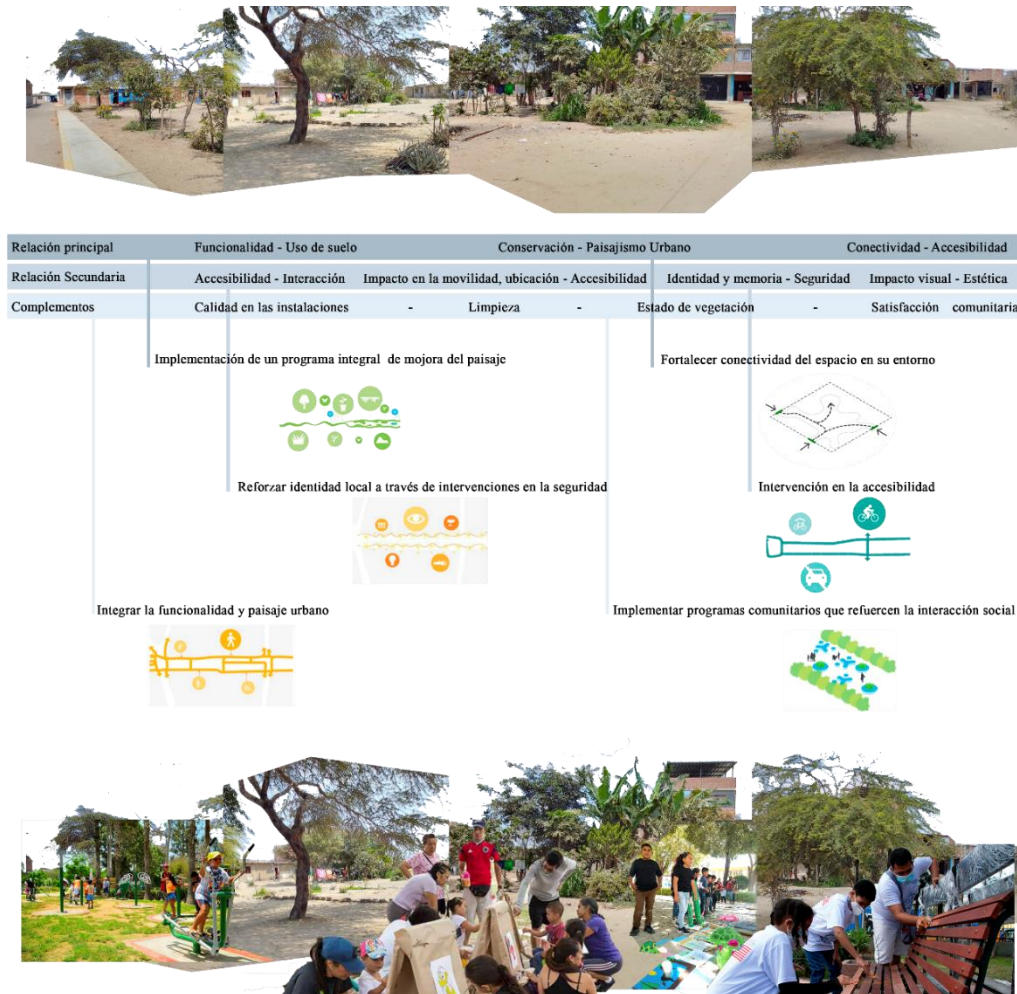 Relación principal Funcionalidad - Uso de suelo Conservación - Paisajismo Urbano Conectividad - Accesibilidad
Relación Secundaria Accesibilidad - Interacción Impacto en la movilidad, ubicación - Accesibilidad Identidad y memoria - Seguridad Impacto visual - Estética
Complementos Calidad en las instalaciones - Limpieza - Estado de vegetación - Satisfacción comunitaria
Implementación de un programa integral de mojora del paisaje Fortalecer conectividad del espacio en su entorno
Reforzar identidad local a través de intervenciones en la seguridad Intervención en la accesibilidad
Integrar la funcionalidad y paisaje urbano Implementar programas comunitarios que refuercen la interacción social